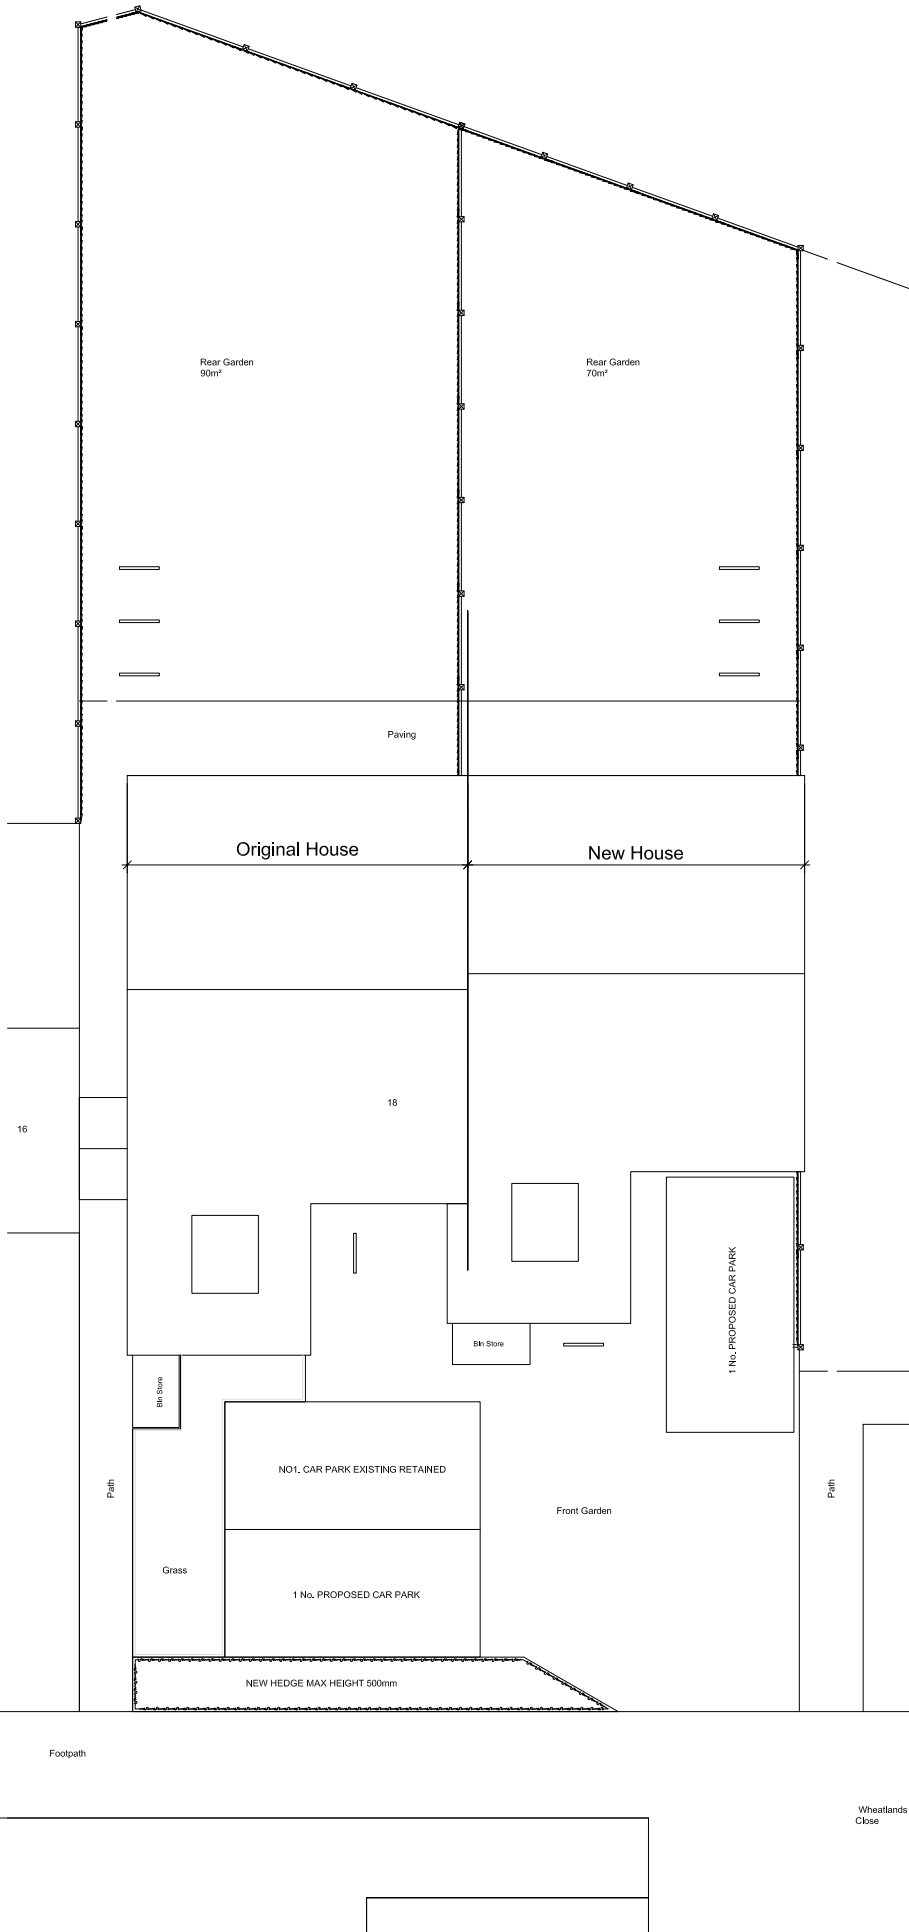 Rear Garden
90m²
Rear Garden
70m²
Paving
Original House
New House
18
16
1 No. PROPOSED CAR PARK
Bin Store
Bin Store
NO1. CAR PARK EXISTING RETAINED
Path
Path
Front Garden
Grass
1 No. PROPOSED CAR PARK
NEW HEDGE MAX HEIGHT 500mm
Footpath
Wheatlands
Close